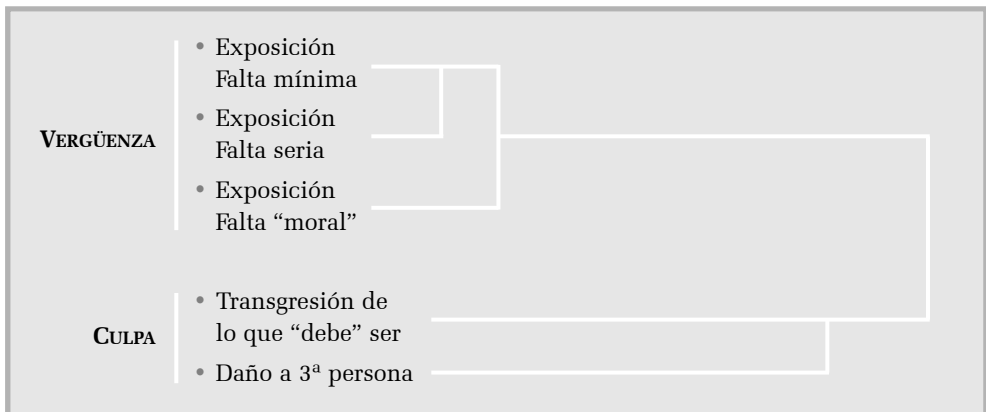 VERGÜENZA
• Exposición
Falta mínima
• Exposición
Falta seria
• Exposición
Falta “moral”
CULPA
• Transgresión de
lo que “debe” ser
• Daño a 3ª persona